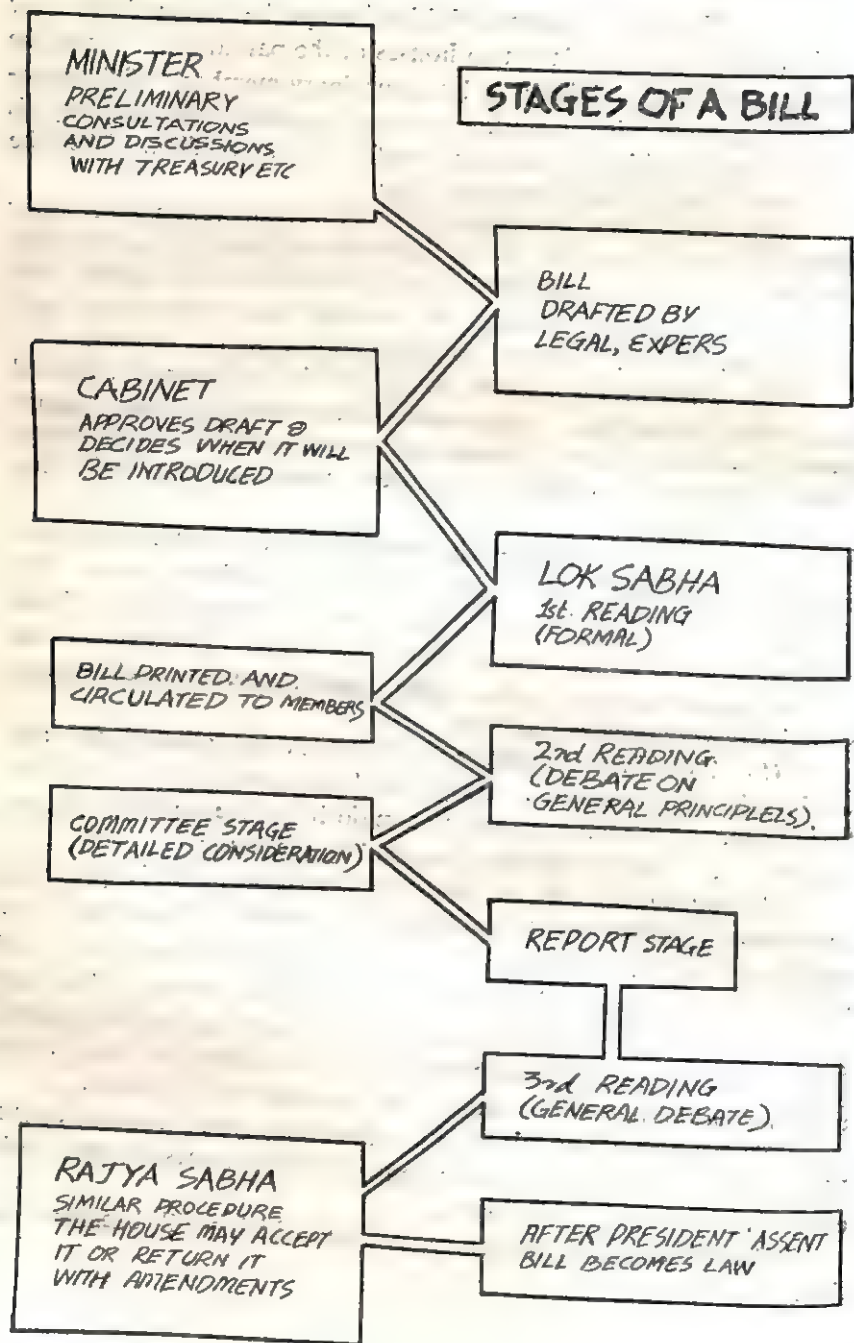 STAGES OF A BILL
MINISTER
PRELIMINARY
CONSULTATIONS
AND DISCUSSIONS
WITH TREASURY ETC
BILL
DRAFTED BY
LEGAL, EXPERS
CABINET
APPROVES DRAFT &
DECIDES WHEN IT WILL
BE INTRODUCED
LOK SABHA
1st. READING
(FORMAL)
BILL PRINTED. AND.
CIRCULATED TO MEMBERS
2nd READING.
(DEBATE ON
GENERAL PRINCIPLEZS).
COMMITTEE STAGE
(DETAILED CONSIDERATION)
REPORT STAGE
3rd READING
(GENERAL DEBATE)
RAJYA SABHA
SIMILAR PROCEDURE
THE HOUSE MAY ACCEPT
IT OR RETURN IT
WITH AMENDMENTS
AFTER PRESIDENT 'ASSENT
BILL BECOMES LAW